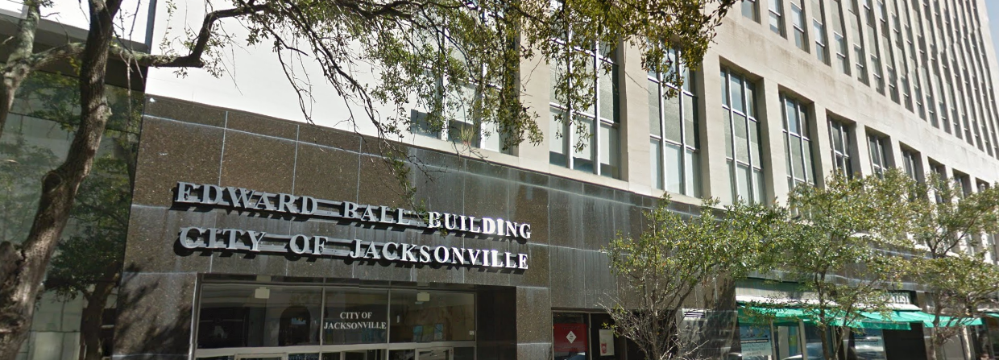 EDWARD BALL BUILDING
CITY OF JACKSONVILLE
CITY OF
JACKSONVILLE